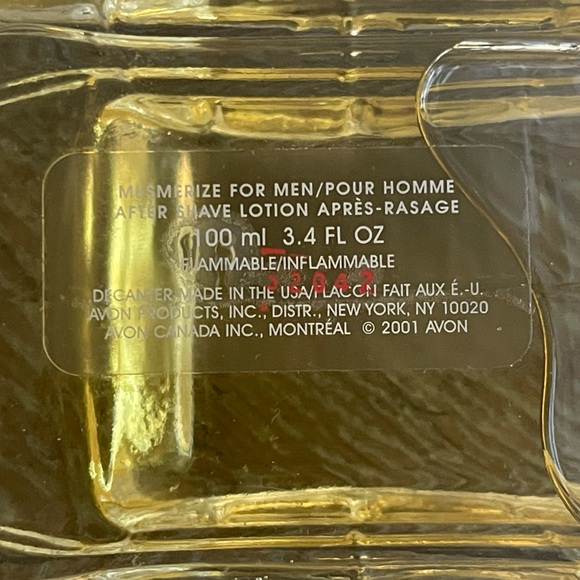 MESMERIZE FOR MEN/POUR HOMME
AFTER SHAVE LOTION APRÈS-RASAGE
100 ml 3.4 FL OZ
FLAMMABLE/INFLAMMABLE
DECANTER MADE IN THE USA/FLACON FAIT AUX É.-U.
AVON PRODUCTS, INC., DISTR., NEW YORK, NY 10020
AVON CANADA INC., MONTRÉAL © 2001 AVON